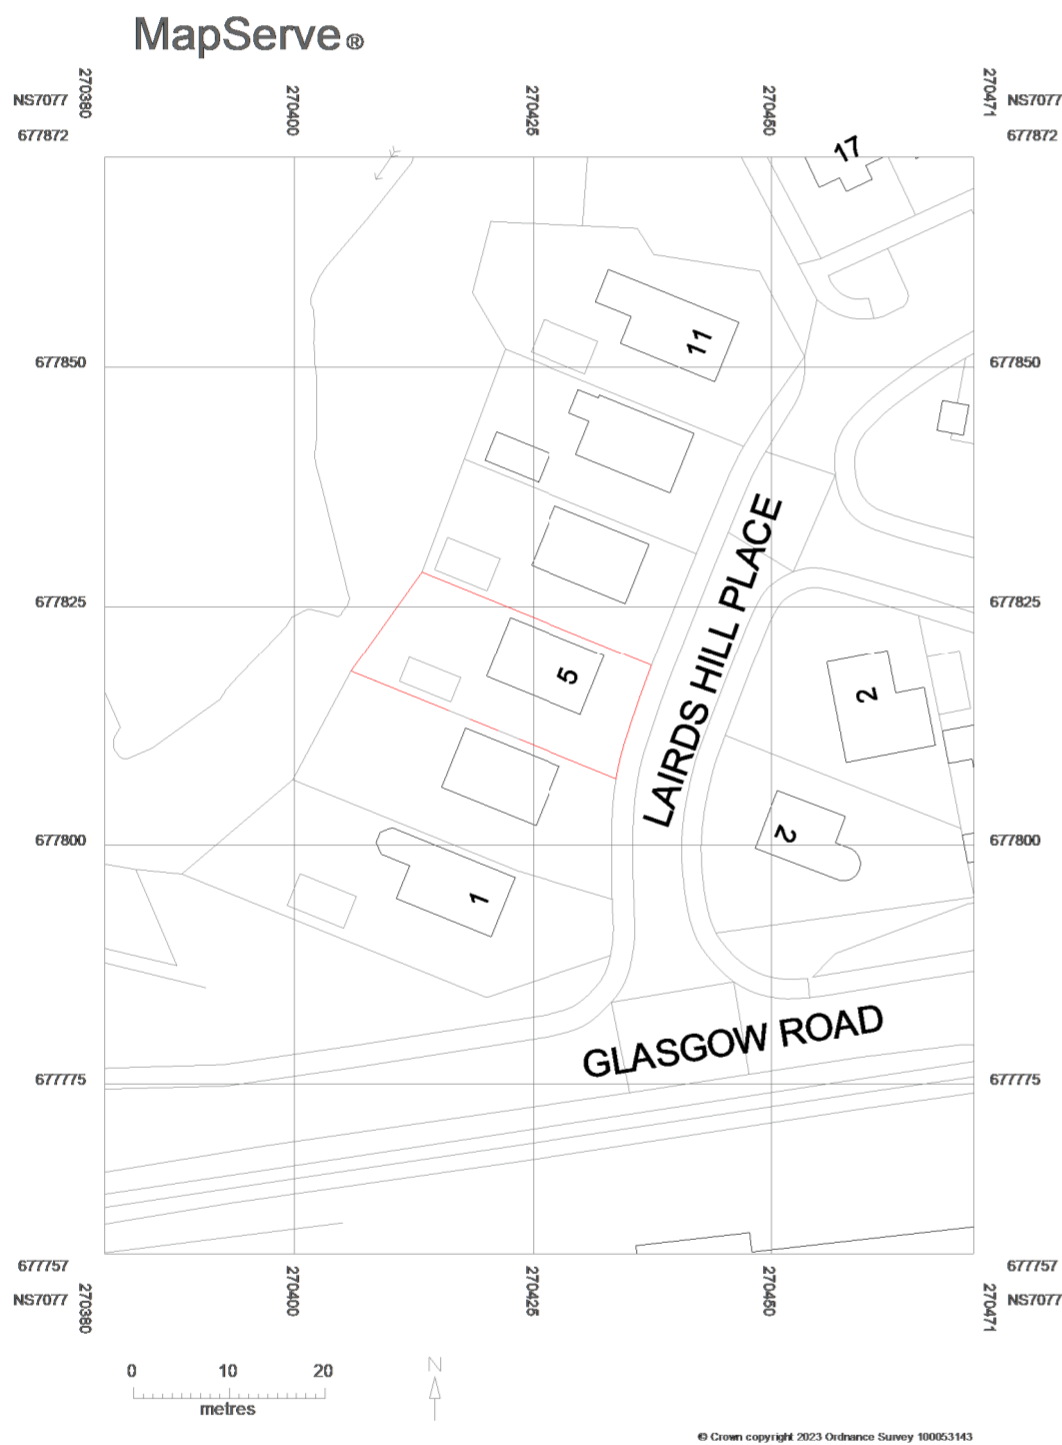 MapServe®
NS7077
677872
270380
270400
270425
270450
270471
NS7077
677872
17
11
677850
677850
LAIRDS HILL PLACE
677825
677825
5
2
677800
677800
2
1
GLASGOW ROAD
677775
677775
677757
NS7077
270380
270400
270425
270450
270471
677757
NS7077
0 10 20
metres
N
© Crown copyright 2023 Ordnance Survey 100053143